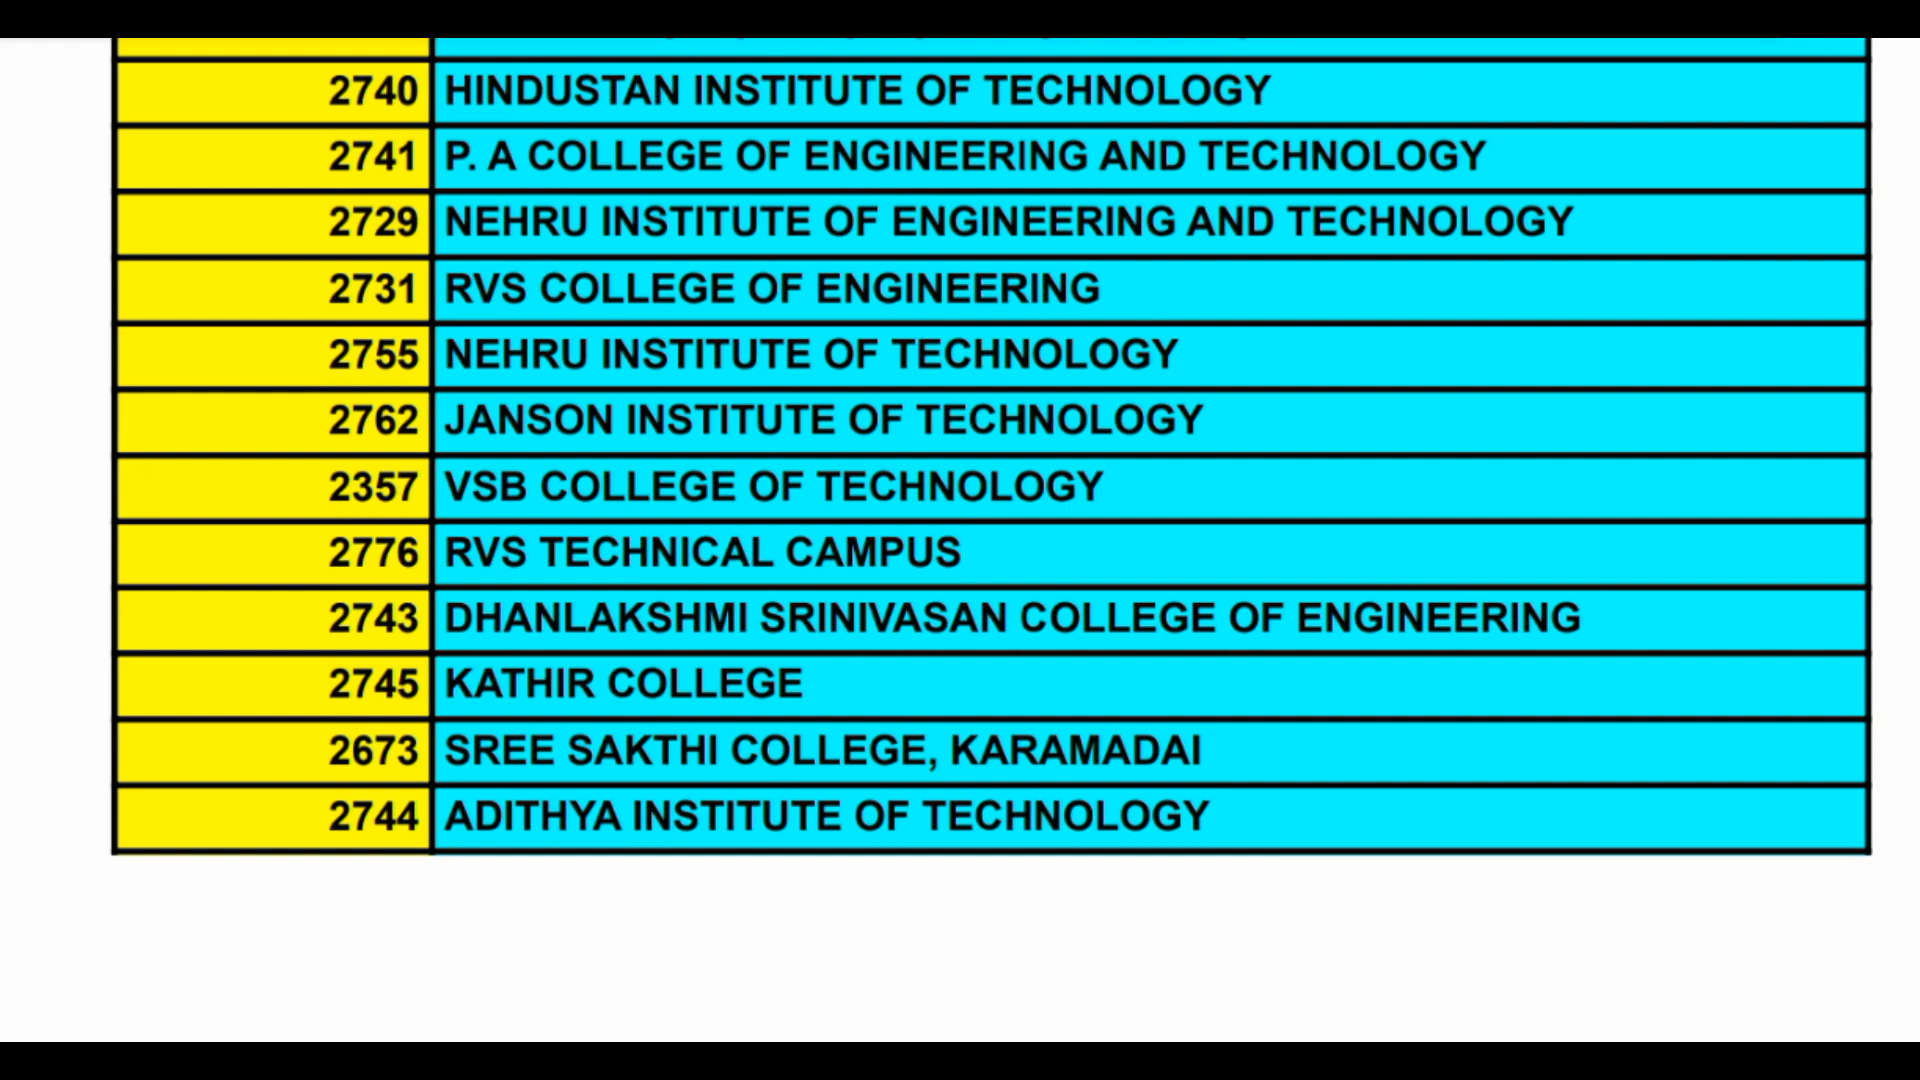 2740 HINDUSTAN INSTITUTE OF TECHNOLOGY
2741 P. A COLLEGE OF ENGINEERING AND TECHNOLOGY
2729 NEHRU INSTITUTE OF ENGINEERING AND TECHNOLOGY
2731 RVS COLLEGE OF ENGINEERING
2755 NEHRU INSTITUTE OF TECHNOLOGY
2762 JANSON INSTITUTE OF TECHNOLOGY
2357 VSB COLLEGE OF TECHNOLOGY
2776 RVS TECHNICAL CAMPUS
2743 DHANLAKSHMI SRINIVASAN COLLEGE OF ENGINEERING
2745 KATHIR COLLEGE
2673 SREE SAKTHI COLLEGE, KARAMADAI
2744 ADITHYA INSTITUTE OF TECHNOLOGY